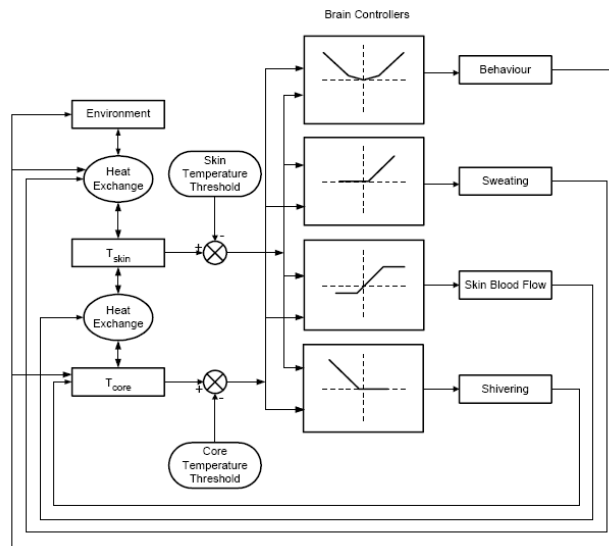 Brain Controllers
Behaviour
Environment
Heat
Exchange
Skin
Temperature
Threshold
Sweating
-
+
T_skin
Skin Blood Flow
Heat
Exchange
T_core
+
-
Shivering
Core
Temperature
Threshold